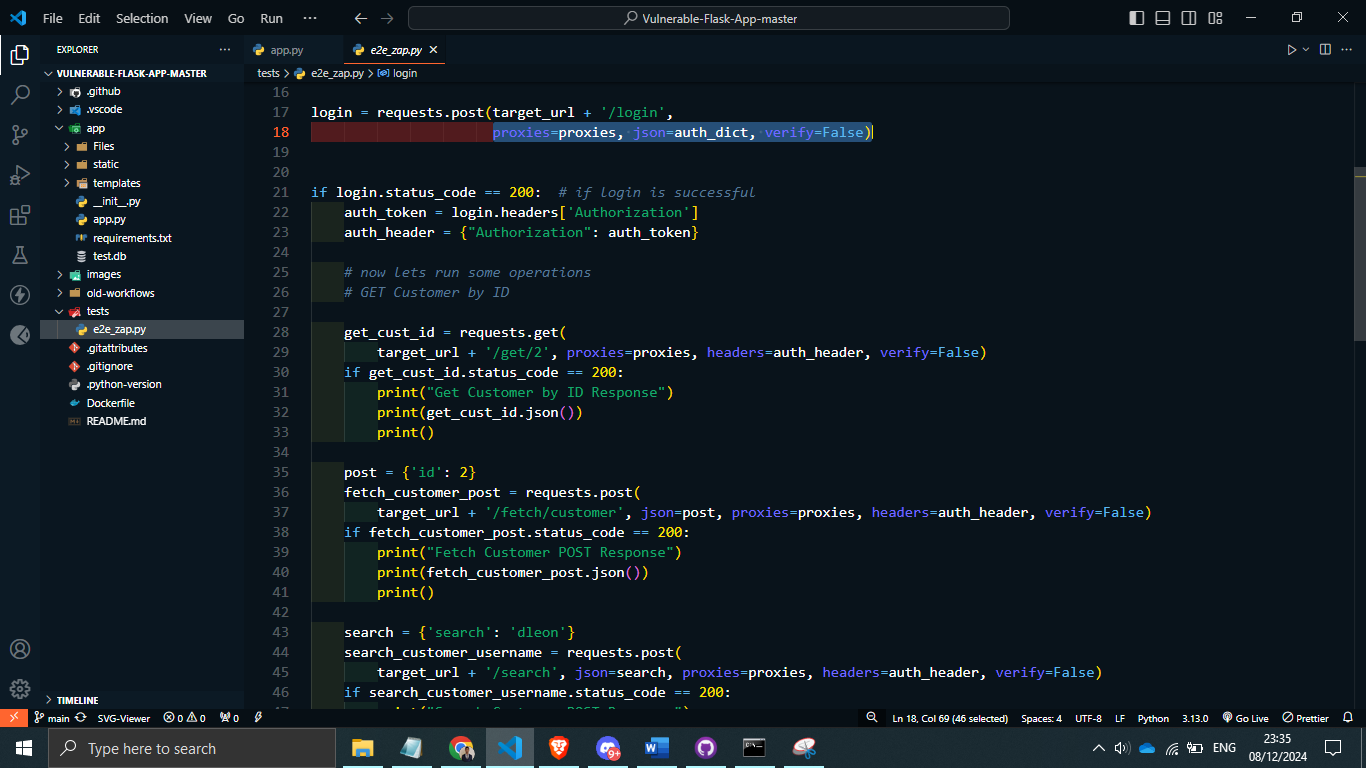 File Edit Selection View Go Run ··· Vulnerable-Flask-App-master
EXPLORER ···
VULNERABLE-FLASK-APP-MASTER
.github
.vscode
app
Files
static
templates
__init__.py
app.py
requirements.txt
test.db
images
old-workflows
tests
e2e_zap.py
.gitattributes
.gitignore
.python-version
Dockerfile
README.md
TIMELINE
app.py e2e_zap.py
tests > e2e_zap.py > login
16
17 login = requests.post(target_url + '/login',
18 proxies=proxies, json=auth_dict, verify=False)
19
20
21 if login.status_code == 200:  # if login is successful
22 auth_token = login.headers['Authorization']
23 auth_header = {"Authorization": auth_token}
24
25 # now lets run some operations
26 # GET Customer by ID
27
28 get_cust_id = requests.get(
29 target_url + '/get/2', proxies=proxies, headers=auth_header, verify=False)
30 if get_cust_id.status_code == 200:
31 print("Get Customer by ID Response")
32 print(get_cust_id.json())
33 print()
34
35 post = {'id': 2}
36 fetch_customer_post = requests.post(
37 target_url + '/fetch/customer', json=post, proxies=proxies, headers=auth_header, verify=False)
38 if fetch_customer_post.status_code == 200:
39 print("Fetch Customer POST Response")
40 print(fetch_customer_post.json())
41 print()
42
43 search = {'search': 'dleon'}
44 search_customer_username = requests.post(
45 target_url + '/search', json=search, proxies=proxies, headers=auth_header, verify=False)
46 if search_customer_username.status_code == 200:
main SVG-Viewer 0 0 0 Ln 18, Col 69 (46 selected) Spaces: 4 UTF-8 LF Python 3.13.0 Go Live Prettier
Type here to search 9+ ENG 23:35
08/12/2024